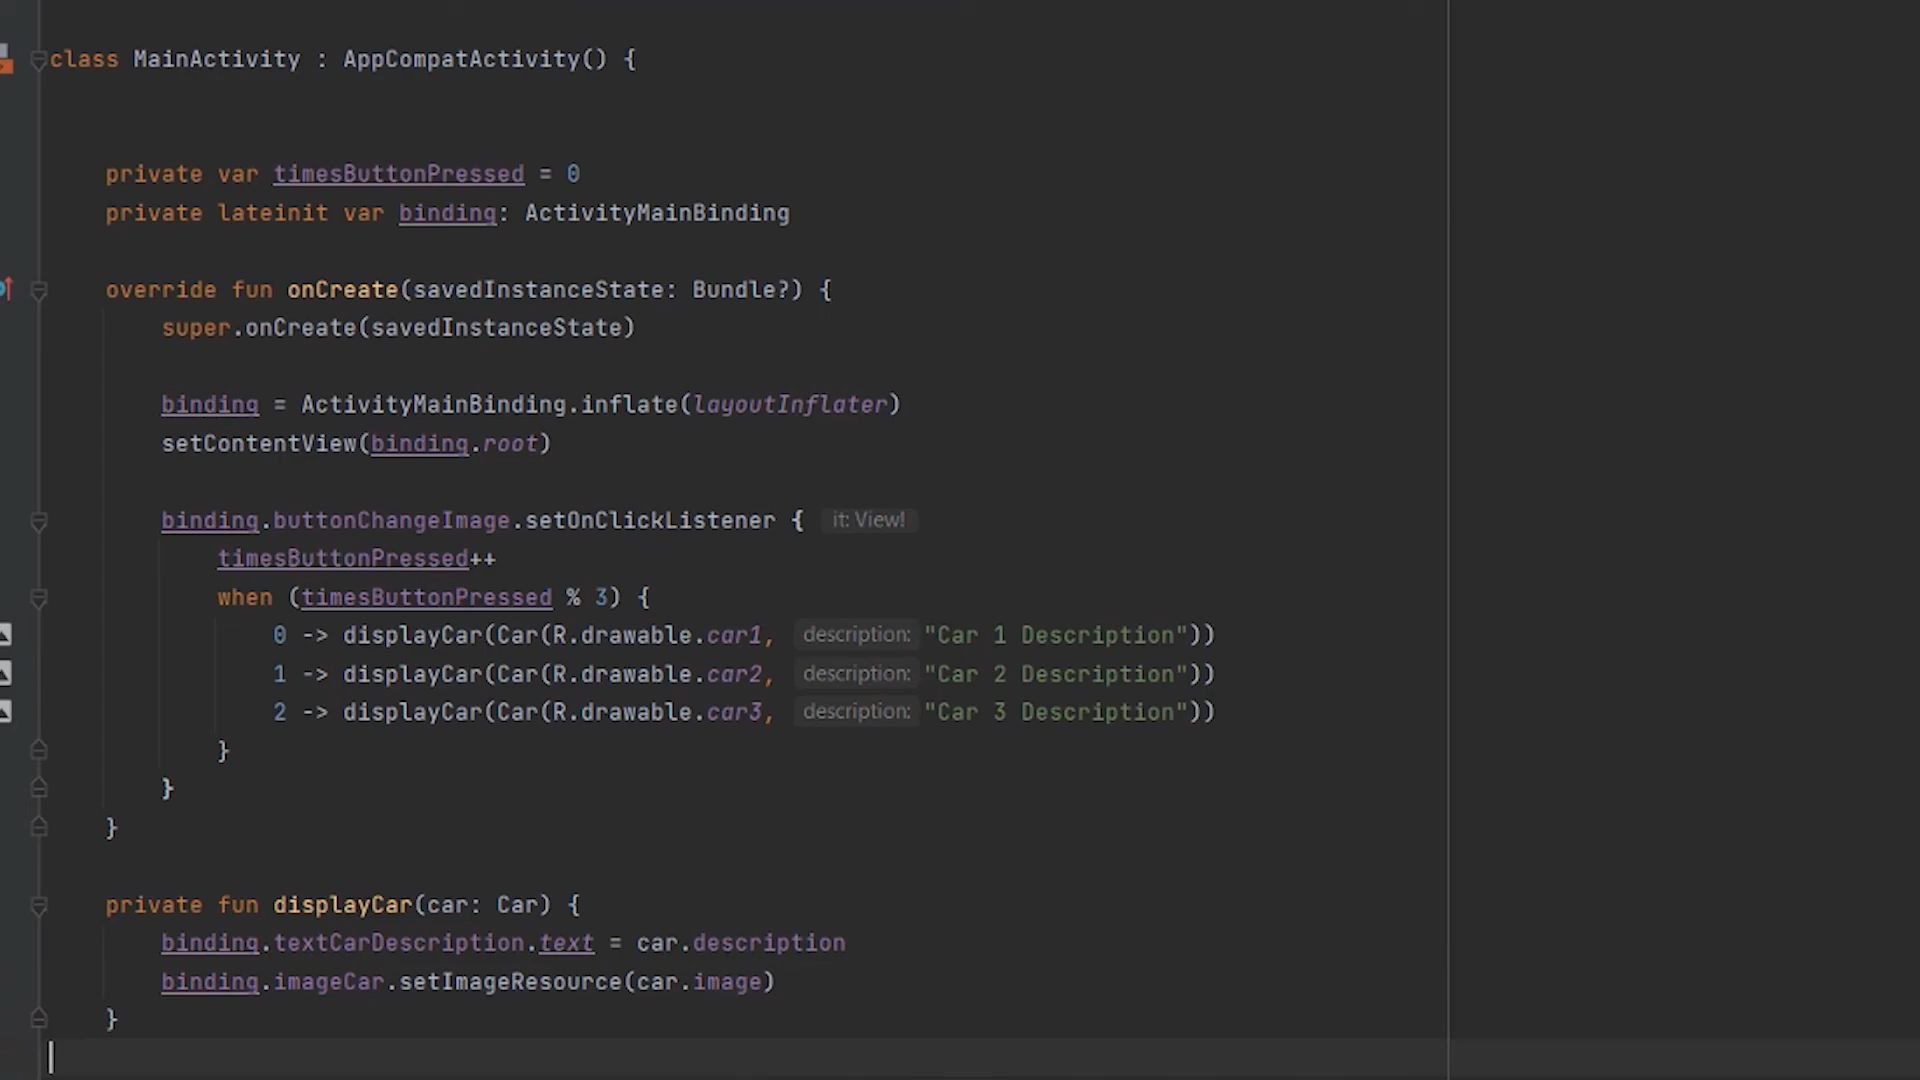 class MainActivity : AppCompatActivity() {
private var timesButtonPressed = 0
private lateinit var binding: ActivityMainBinding
override fun onCreate(savedInstanceState: Bundle?) {
super.onCreate(savedInstanceState)
binding = ActivityMainBinding.inflate(layoutInflater)
setContentView(binding.root)
binding.buttonChangeImage.setOnClickListener { it: View!
timesButtonPressed++
when (timesButtonPressed % 3) {
0 -> displayCar(Car(R.drawable.car1, description: "Car 1 Description"))
1 -> displayCar(Car(R.drawable.car2, description: "Car 2 Description"))
2 -> displayCar(Car(R.drawable.car3, description: "Car 3 Description"))
}
}
}
private fun displayCar(car: Car) {
binding.textCarDescription.text = car.description
binding.imageCar.setImageResource(car.image)
}